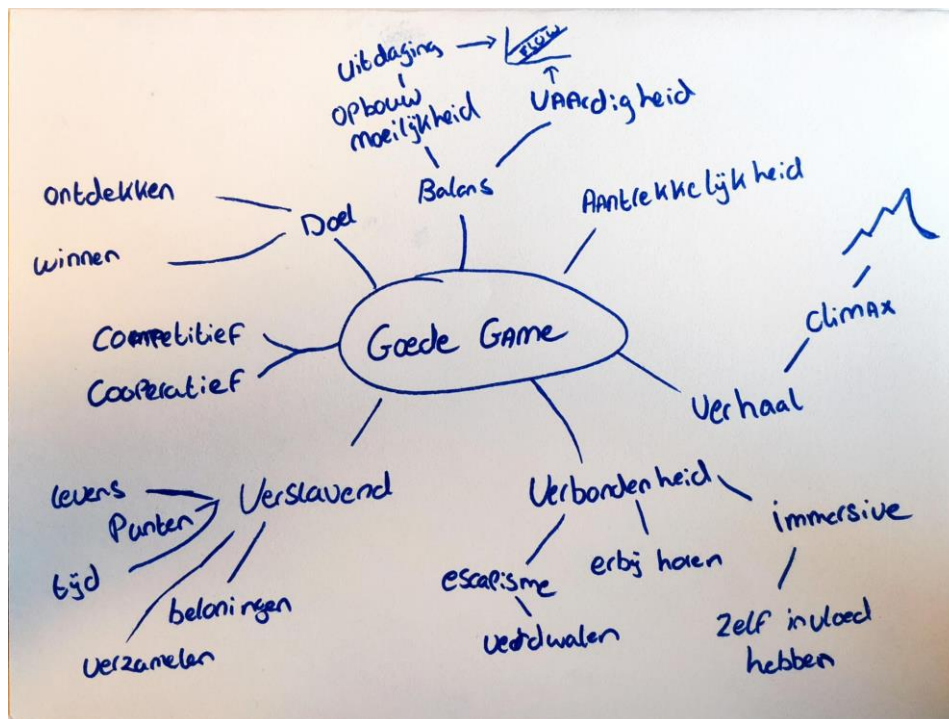 Uitdaging
FLOW
opbouw
moeilijkheid
VAArdigheid
Balans
AAntrekkelijkheid
ontdekken
Doel
winnen
Climax
Competitief
Cooperatief
Goede GAme
Verhaal
levens
Punten
tijd
Verslavend
beloningen
verzamelen
Verbondenheid
immersive
escapisme
erbij horen
verdwalen
zelf invloed
hebben